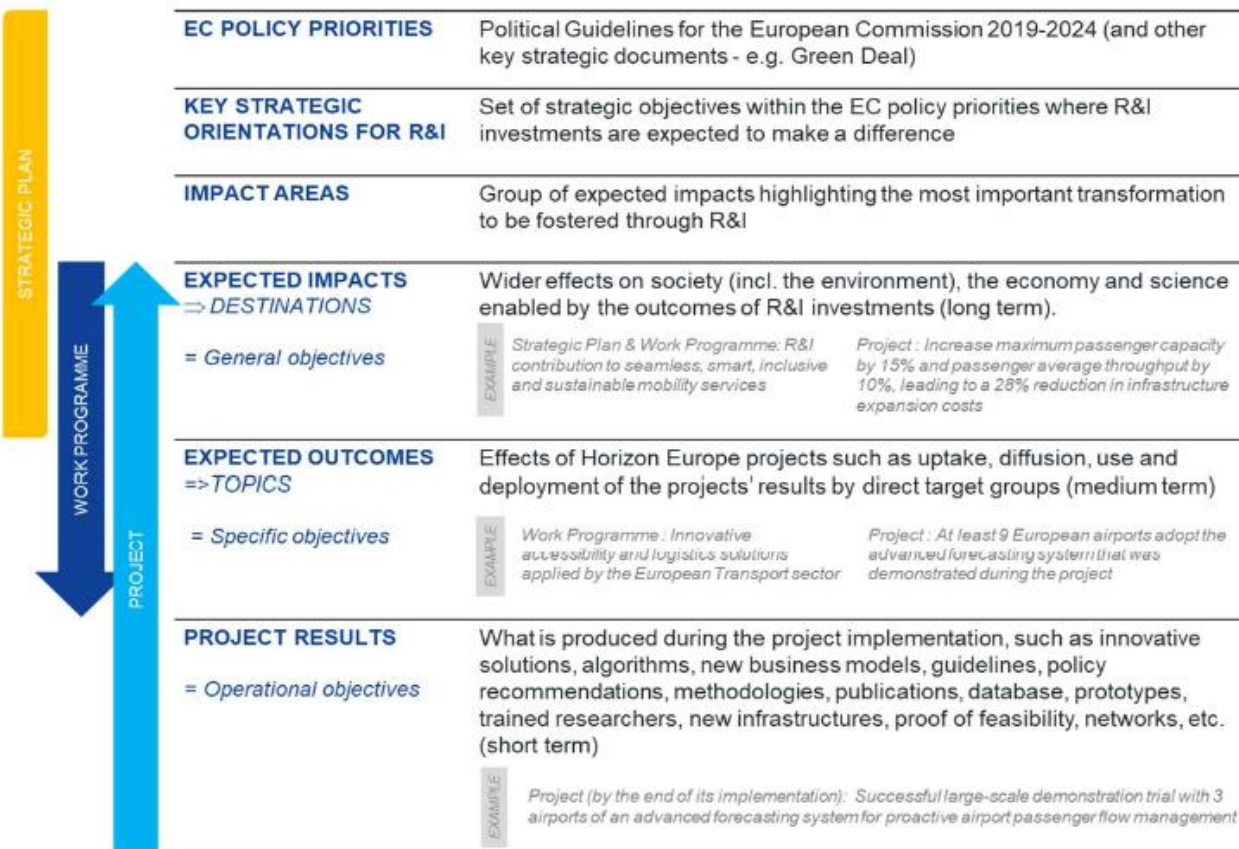 STRATEGIC PLAN
WORK PROGRAMME
PROJECT
EC POLICY PRIORITIES
Political Guidelines for the European Commission 2019-2024 (and other
key strategic documents - e.g. Green Deal)
KEY STRATEGIC
ORIENTATIONS FOR R&I
Set of strategic objectives within the EC policy priorities where R&I
investments are expected to make a difference
IMPACT AREAS
Group of expected impacts highlighting the most important transformation
to be fostered through R&I
EXPECTED IMPACTS
⇒ DESTINATIONS
= General objectives
Wider effects on society (incl. the environment), the economy and science
enabled by the outcomes of R&I investments (long term).
EXAMPLE
Strategic Plan & Work Programme: R&I
contribution to seamless, smart, inclusive
and sustainable mobility services
Project : Increase maximum passenger capacity
by 15% and passenger average throughput by
10%, leading to a 28% reduction in infrastructure
expansion costs
EXPECTED OUTCOMES
=>TOPICS
= Specific objectives
Effects of Horizon Europe projects such as uptake, diffusion, use and
deployment of the projects' results by direct target groups (medium term)
EXAMPLE
Work Programme : Innovative
accessibility and logistics solutions
applied by the European Transport sector
Project : At least 9 European airports adopt the
advanced forecasting system that was
demonstrated during the project
PROJECT RESULTS
= Operational objectives
What is produced during the project implementation, such as innovative
solutions, algorithms, new business models, guidelines, policy
recommendations, methodologies, publications, database, prototypes,
trained researchers, new infrastructures, proof of feasibility, networks, etc.
(short term)
EXAMPLE
Project (by the end of its implementation): Successful large-scale demonstration trial with 3
airports of an advanced forecasting system for proactive airport passenger flow management